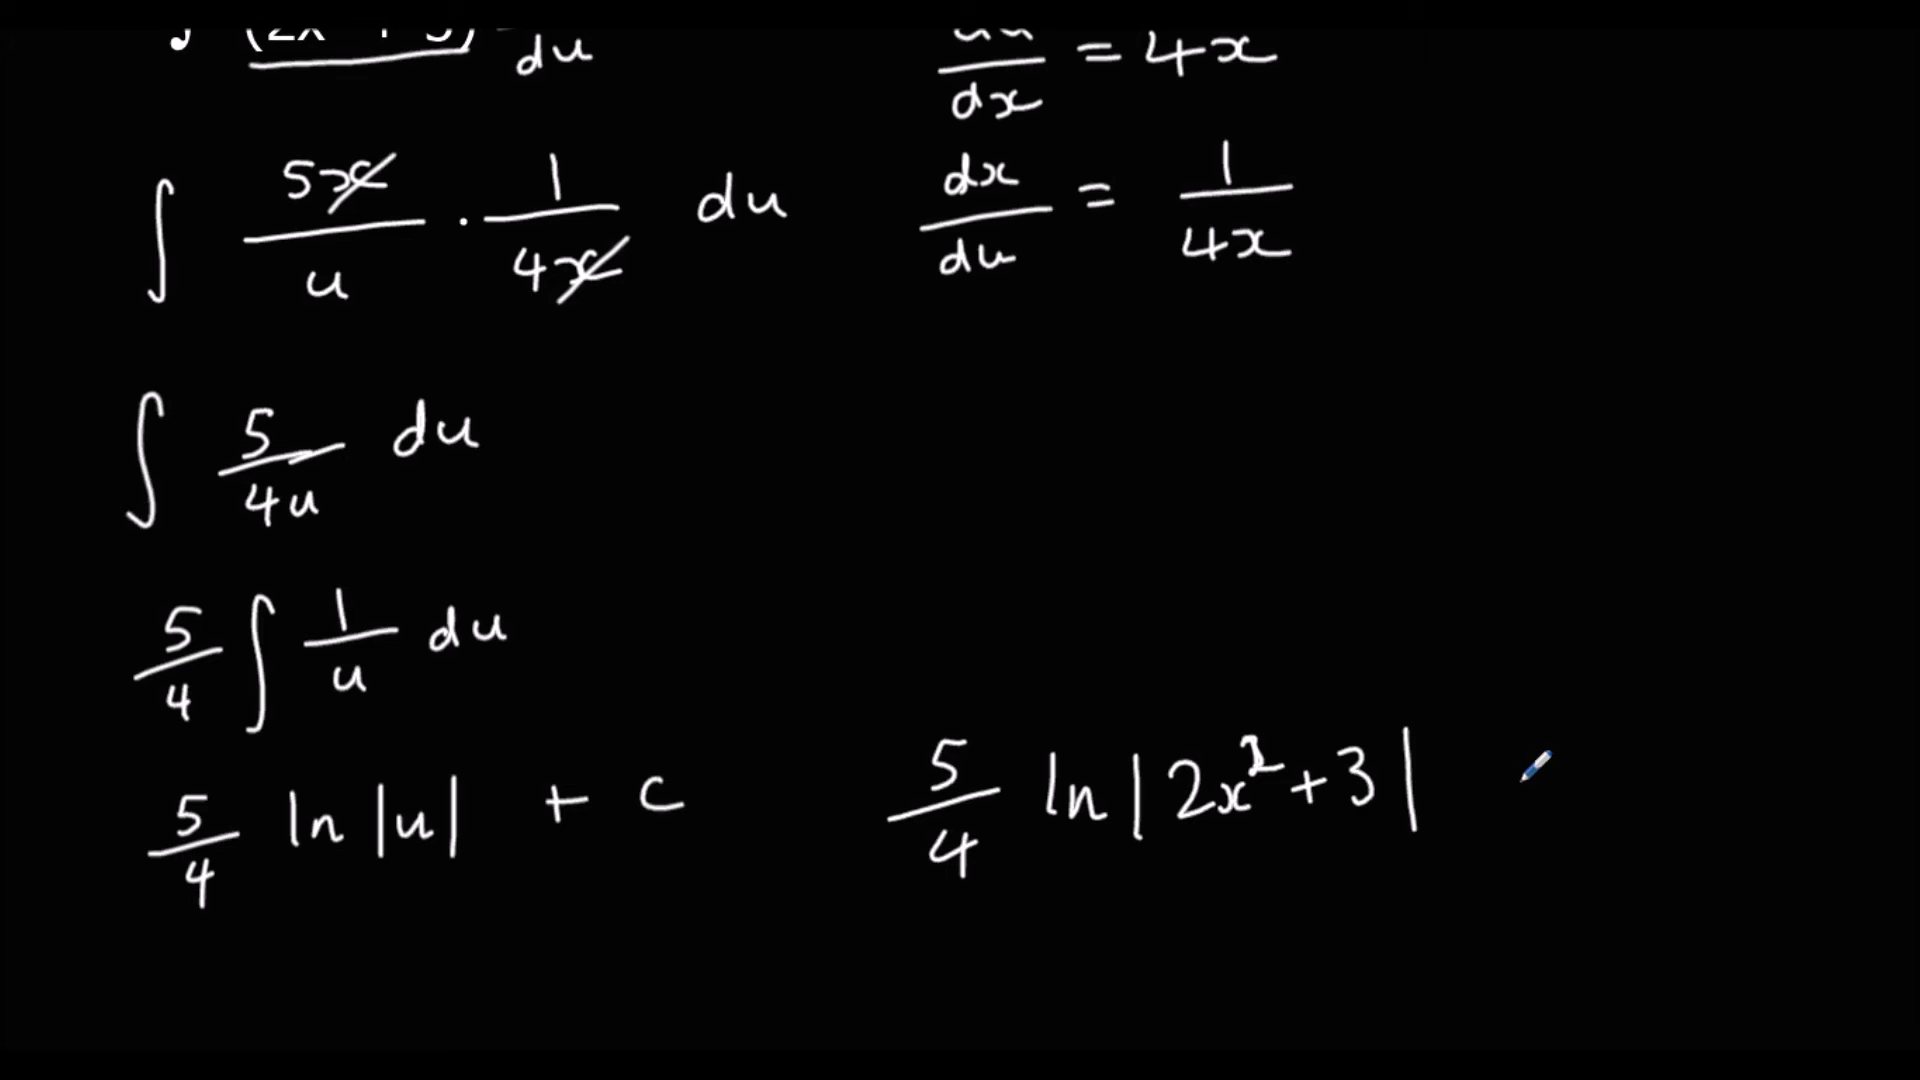 du
= 4x
dx
∫ 5x/u · 1/4x du
dx/du = 1/4x
∫ 5/4u du
5/4 ∫ 1/u du
5/4 ln |u| + c
5/4 ln |2x² + 3|